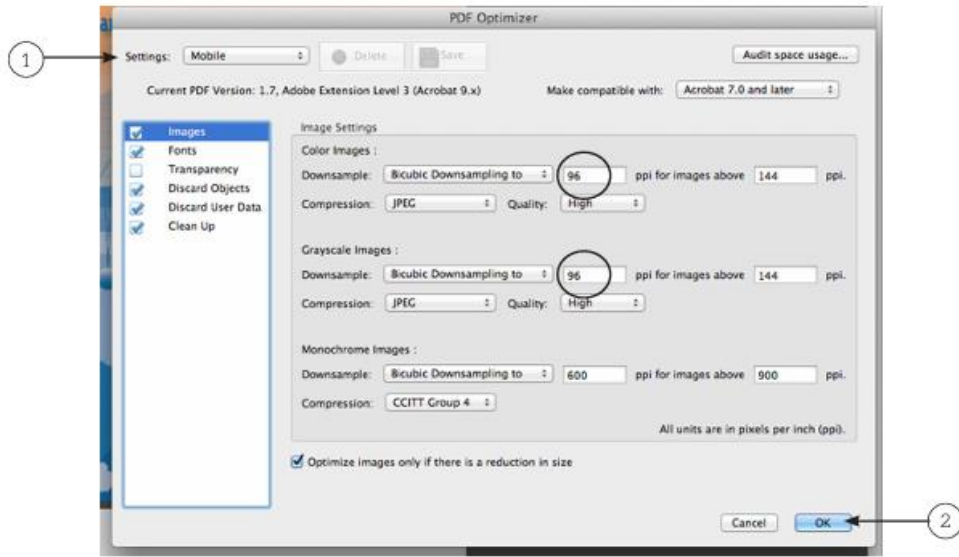 PDF Optimizer
1
Settings: Mobile Delete Save Audit space usage...
Current PDF Version: 1.7, Adobe Extension Level 3 (Acrobat 9.x) Make compatible with: Acrobat 7.0 and later
Images
Fonts
Transparency
Discard Objects
Discard User Data
Clean Up
Image Settings
Color Images :
Downsample: Bicubic Downsampling to 96 ppi for images above 144 ppi.
Compression: JPEG Quality: High
Grayscale Images :
Downsample: Bicubic Downsampling to 96 ppi for images above 144 ppi.
Compression: JPEG Quality: High
Monochrome Images :
Downsample: Bicubic Downsampling to 600 ppi for images above 900 ppi.
Compression: CCITT Group 4
All units are in pixels per inch (ppi).
Optimize images only if there is a reduction in size
Cancel OK
2